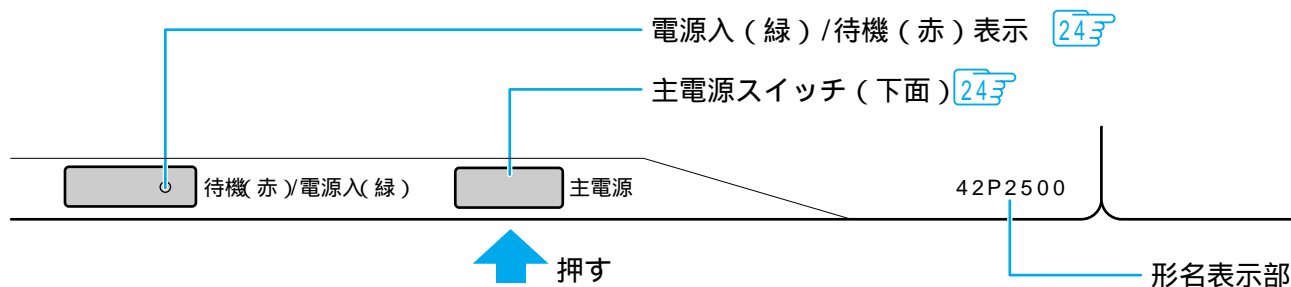 電源入(緑)/待機(赤)表示 24
主電源スイッチ(下面)24
待機(赤)/電源入(緑)
主電源
42P2500
押す
形名表示部